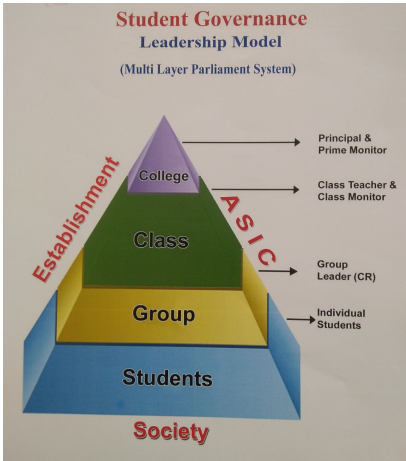 Student Governance
Leadership Model
(Multi Layer Parliament System)
Principal &
Prime Monitor
College
Class Teacher &
Class Monitor
Establishment
ASIC
Class
Group
Leader (CR)
Group
Individual
Students
Students
Society